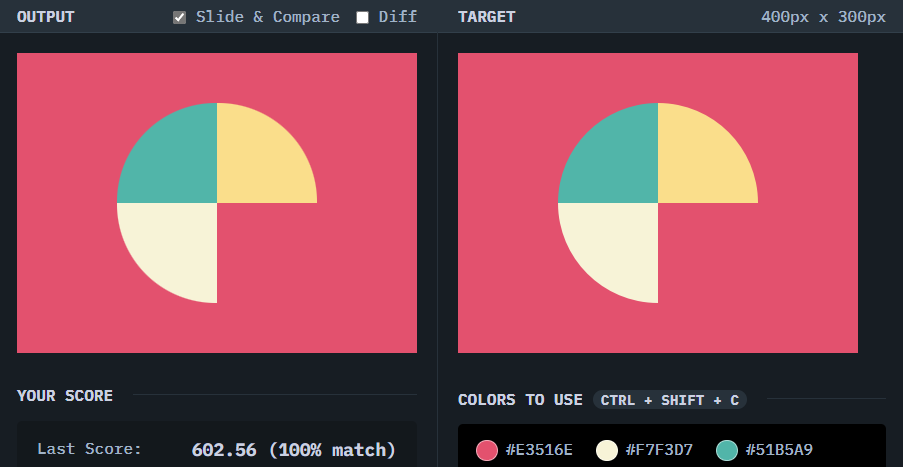 OUTPUT Slide & Compare Diff TARGET 400px x 300px
YOUR SCORE
COLORS TO USE CTRL + SHIFT + C
Last Score: 602.56 (100% match)
#E3516E #F7F3D7 #51B5A9